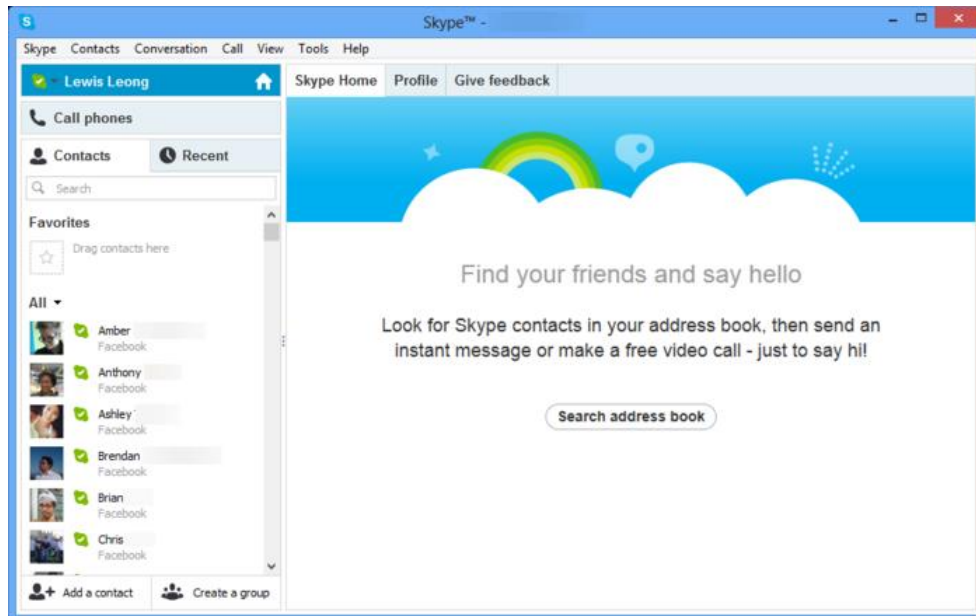 Skype™ -
Skype Contacts Conversation Call View Tools Help
Lewis Leong
Call phones
Contacts Recent
Search
Favorites
Drag contacts here
All
Amber
Facebook
Anthony
Facebook
Ashley
Facebook
Brendan
Facebook
Brian
Facebook
Chris
Facebook
Add a contact Create a group
Skype Home Profile Give feedback
Find your friends and say hello
Look for Skype contacts in your address book, then send an
instant message or make a free video call - just to say hi!
Search address book